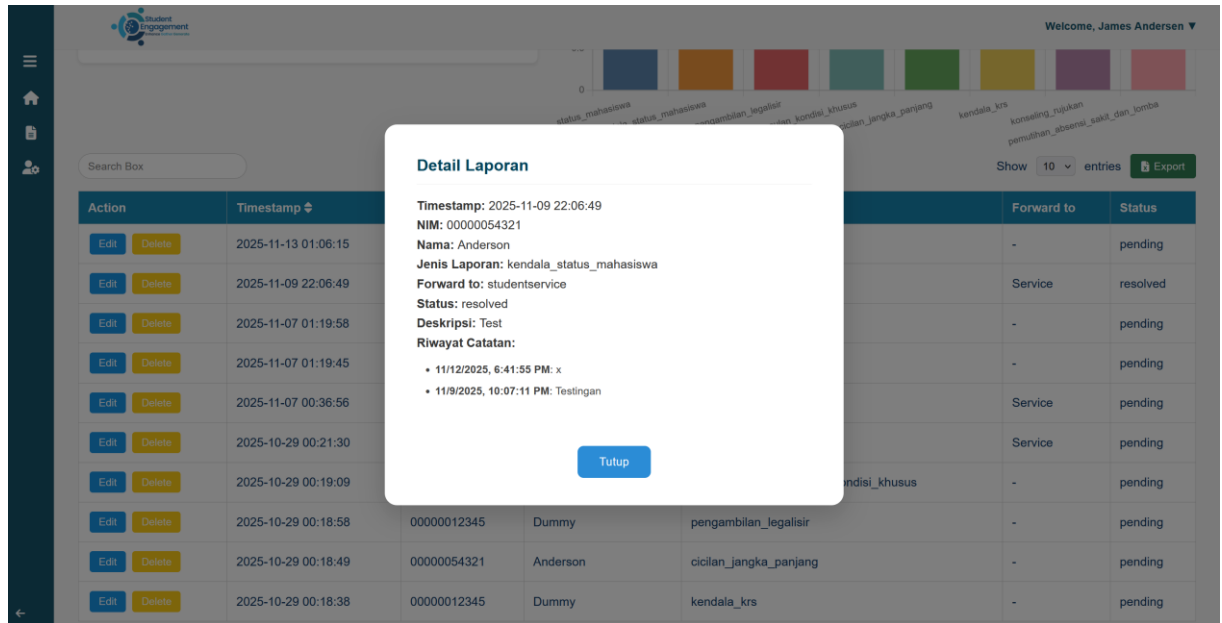 Student
Engagement
Welcome, James Andersen ▼
0
status_mahasiswa
status_mahasiswa
pengambilan_legalisir
kondisi_khusus
cicilan_jangka_panjang
kendala_krs
konseling_rujukan
pemutihan_absensi_sakit_dan_lomba
Search Box
Show 10 entries Export
Action Timestamp Forward to Status
Edit Delete 2025-11-13 01:06:15 - pending
Edit Delete 2025-11-09 22:06:49 Service resolved
Edit Delete 2025-11-07 01:19:58 - pending
Edit Delete 2025-11-07 01:19:45 - pending
Edit Delete 2025-11-07 00:36:56 Service pending
Edit Delete 2025-10-29 00:21:30 Service pending
Edit Delete 2025-10-29 00:19:09 ondisi_khusus - pending
Edit Delete 2025-10-29 00:18:58 00000012345 Dummy pengambilan_legalisir - pending
Edit Delete 2025-10-29 00:18:49 00000054321 Anderson cicilan_jangka_panjang - pending
Edit Delete 2025-10-29 00:18:38 00000012345 Dummy kendala_krs - pending
Detail Laporan
Timestamp: 2025-11-09 22:06:49
NIM: 00000054321
Nama: Anderson
Jenis Laporan: kendala_status_mahasiswa
Forward to: studentservice
Status: resolved
Deskripsi: Test
Riwayat Catatan:
• 11/12/2025, 6:41:55 PM: x
• 11/9/2025, 10:07:11 PM: Testingan
Tutup